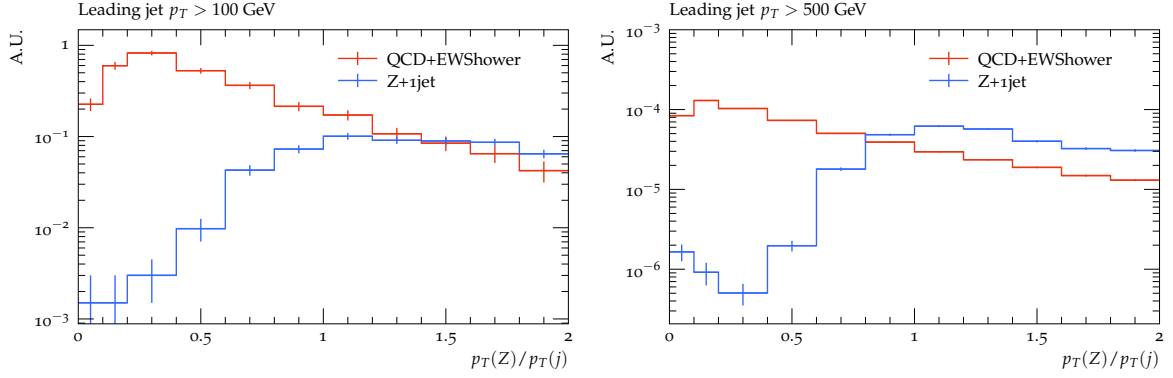 Leading jet p_T > 100 GeV
A.U.
1
10⁻¹
10⁻²
10⁻³
QCD+EWShower
Z+1jet
0 0.5 1 1.5 2
p_T(Z)/p_T(j)
Leading jet p_T > 500 GeV
A.U.
10⁻³
10⁻⁴
10⁻⁵
10⁻⁶
QCD+EWShower
Z+1jet
0 0.5 1 1.5 2
p_T(Z)/p_T(j)